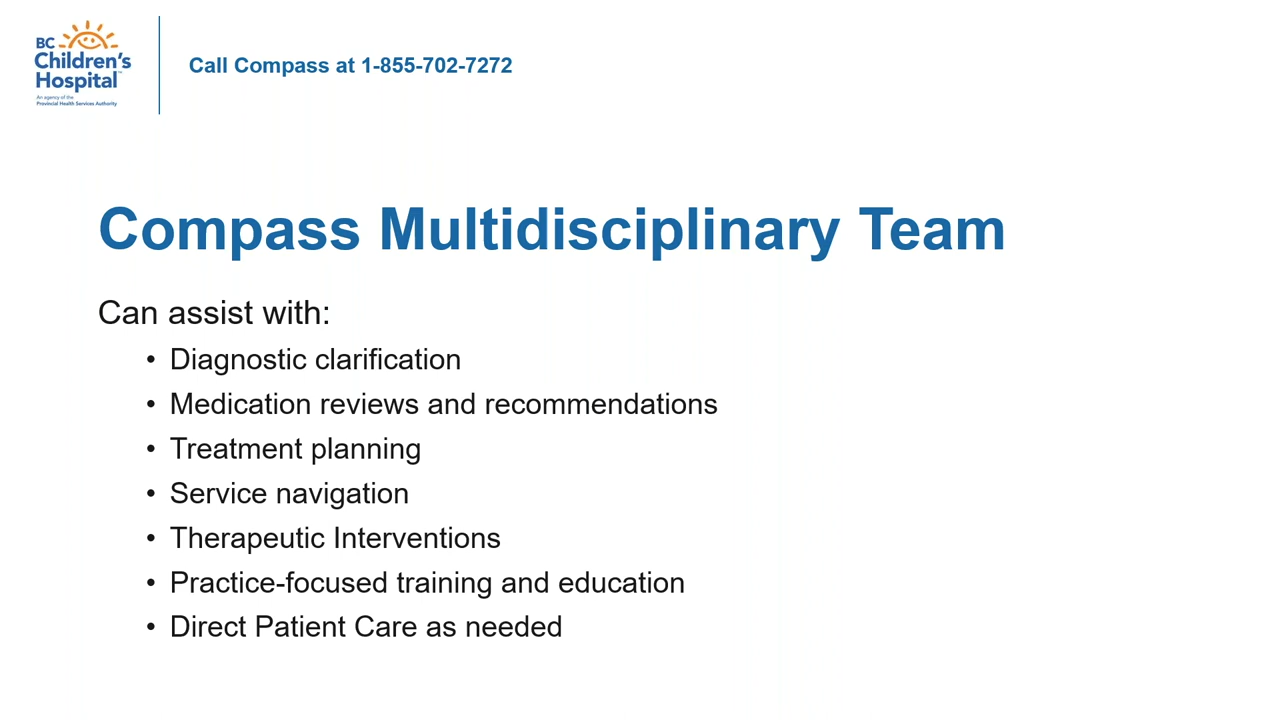 BC
Children's
Hospital™
An agency of the
Provincial Health Services Authority
Call Compass at 1-855-702-7272
Compass Multidisciplinary Team
Can assist with:
• Diagnostic clarification
• Medication reviews and recommendations
• Treatment planning
• Service navigation
• Therapeutic Interventions
• Practice-focused training and education
• Direct Patient Care as needed